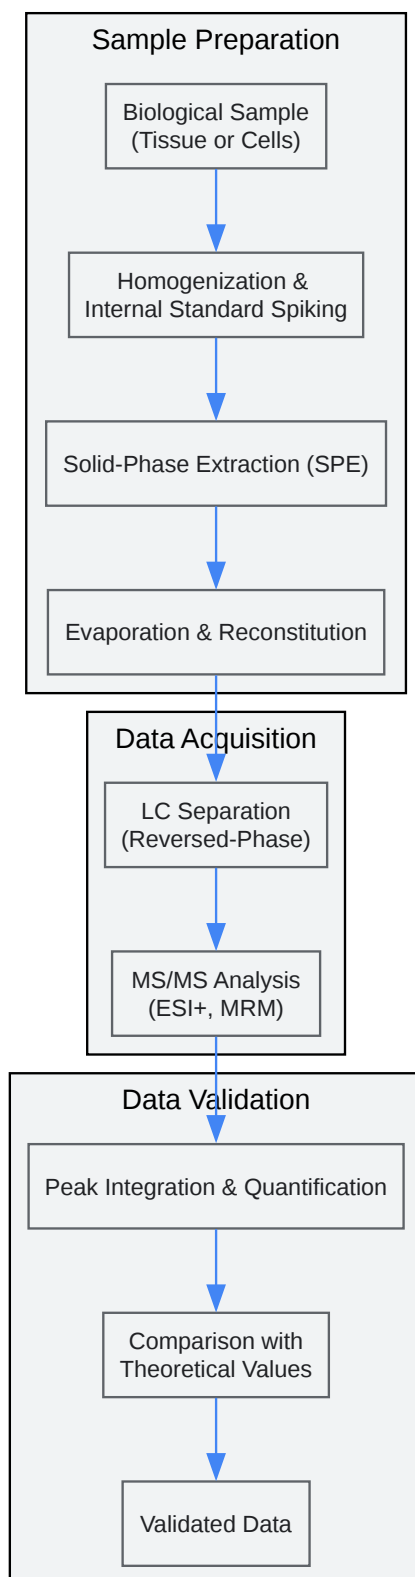 Sample Preparation
Biological Sample
(Tissue or Cells)
Homogenization &
Internal Standard Spiking
Solid-Phase Extraction (SPE)
Evaporation & Reconstitution
Data Acquisition
LC Separation
(Reversed-Phase)
MS/MS Analysis
(ESI+, MRM)
Data Validation
Peak Integration & Quantification
Comparison with
Theoretical Values
Validated Data